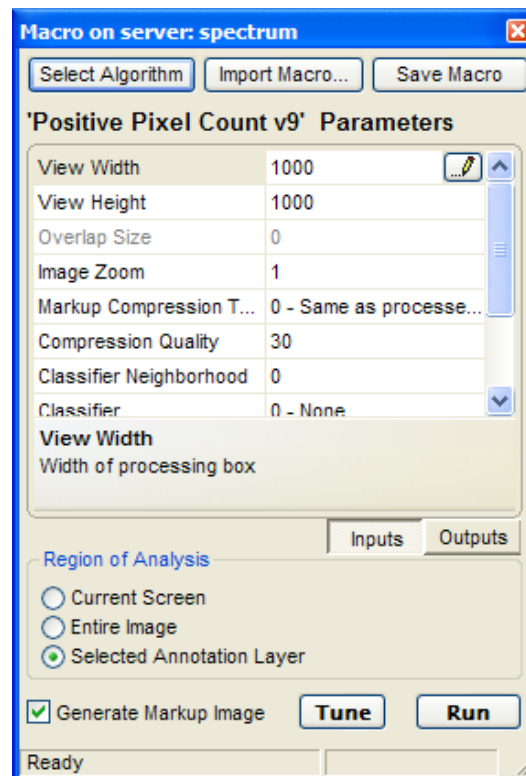 Macro on server: spectrum
Select Algorithm Import Macro... Save Macro
'Positive Pixel Count v9' Parameters
View Width 1000
View Height 1000
Overlap Size 0
Image Zoom 1
Markup Compression T... 0 - Same as processe...
Compression Quality 30
Classifier Neighborhood 0
Classifier 0 - None
View Width
Width of processing box
Inputs Outputs
Region of Analysis
Current Screen
Entire Image
Selected Annotation Layer
Generate Markup Image Tune Run
Ready